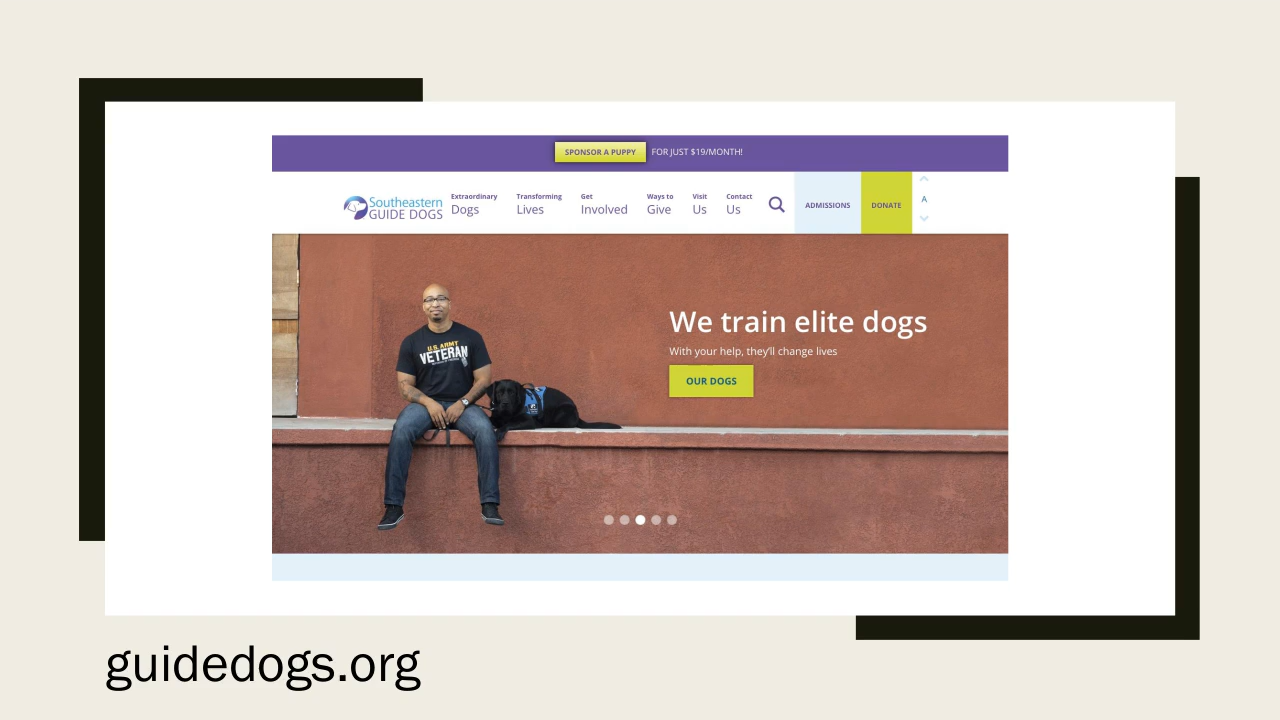 SPONSOR A PUPPY FOR JUST $19/MONTH!
Southeastern
GUIDE DOGS
Extraordinary
Dogs
Transforming
Lives
Get
Involved
Ways to
Give
Visit
Us
Contact
Us
ADMISSIONS
DONATE
A
We train elite dogs
With your help, they'll change lives
OUR DOGS
U.S. ARMY
VETERAN
guidedogs.org